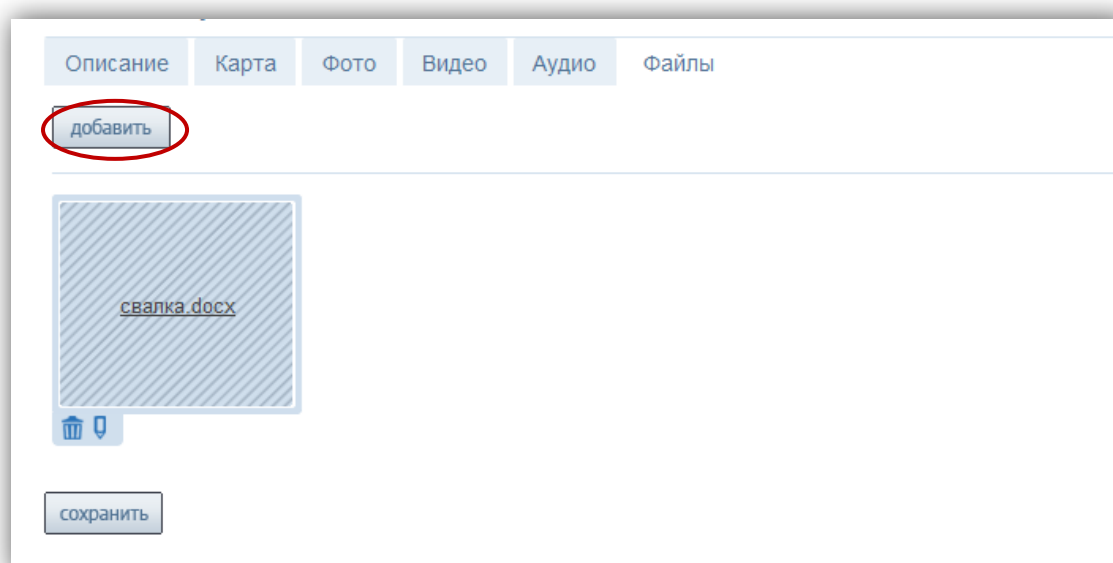 Описание Карта Фото Видео Аудио Файлы
добавить
свалка.docx
сохранить